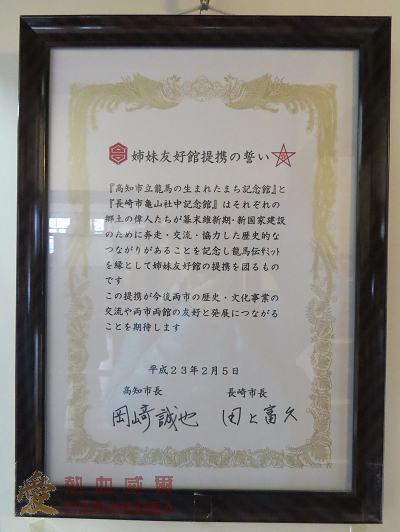 姉妹友好館提携の誓い
『高知市立龍馬の生まれたまち記念館』と
『長崎市亀山社中記念館』はそれぞれの
郷土の偉人たちが幕末維新期・新国家建設
のために奔走・交流・協力した歴史的な
つながりがあることを記念し龍馬伝サミット
を縁として姉妹友好館の提携を図るもの
です
この提携が今後両市の歴史・文化事業の
交流や両市両館の友好と発展につながる
ことを期待します
平成23年2月5日
高知市長 長崎市長
岡﨑誠也 田上富久
愛 熱血威爾